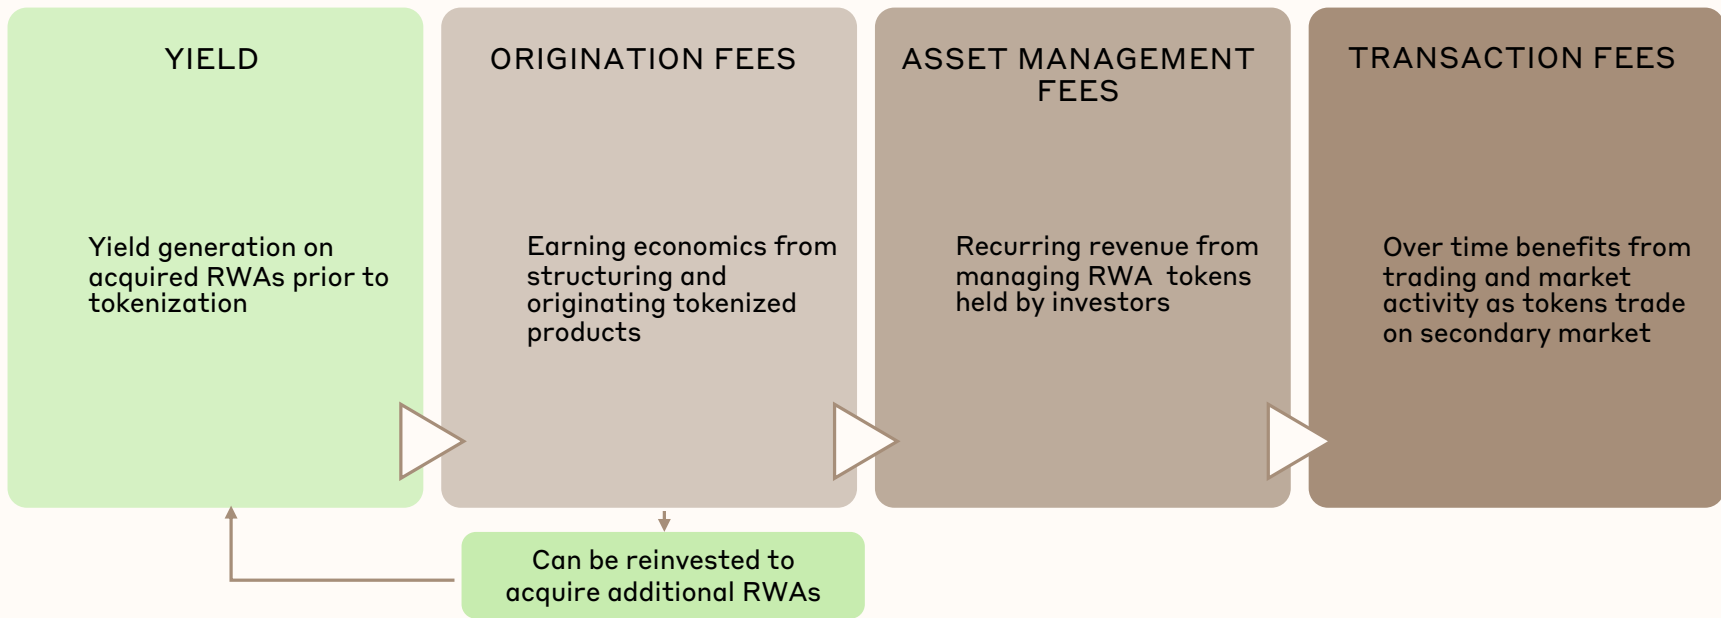 YIELD
Yield generation on
acquired RWAs prior to
tokenization
ORIGINATION FEES
Earning economics from
structuring and
originating tokenized
products
ASSET MANAGEMENT
FEES
Recurring revenue from
managing RWA  tokens
held by investors
TRANSACTION FEES
Over time benefits from
trading and market
activity as tokens trade
on secondary market
Can be reinvested to
acquire additional RWAs